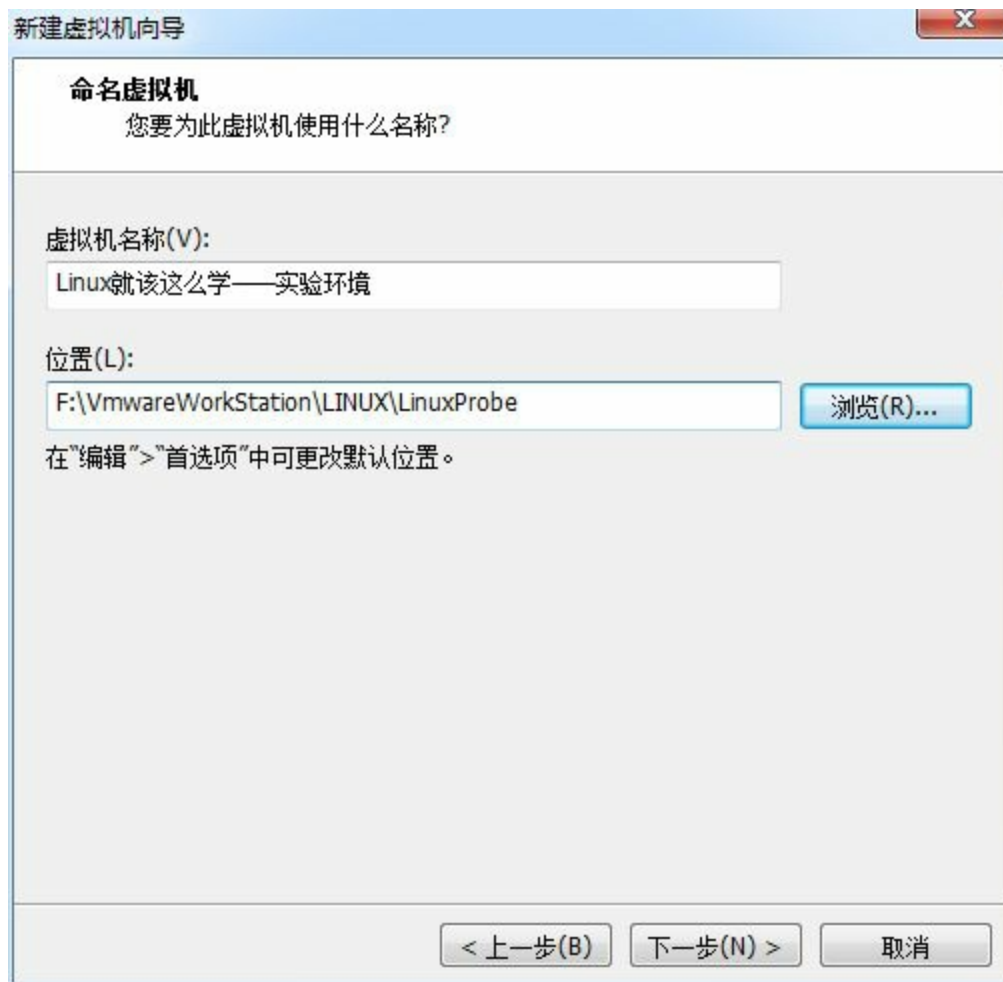 新建虚拟机向导
命名虚拟机
您要为此虚拟机使用什么名称?
虚拟机名称(V):
Linux就该这么学——实验环境
位置(L):
F:\VmwareWorkStation\LINUX\LinuxProbe
浏览(R)...
在"编辑">"首选项"中可更改默认位置。
< 上一步(B)
下一步(N) >
取消